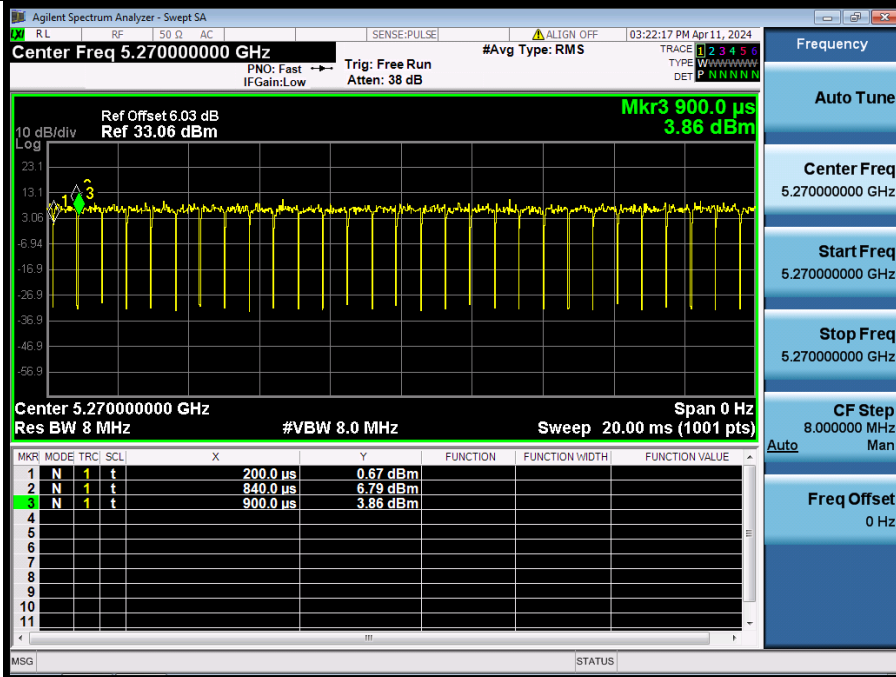 Agilent Spectrum Analyzer - Swept SA
LXI RL RF 50 Ω AC SENSE:PULSE ALIGN OFF 03:22:17 PM Apr 11, 2024
Center Freq 5.270000000 GHz
PNO: Fast
IFGain:Low
Trig: Free Run
Atten: 38 dB
#Avg Type: RMS
TRACE 1 2 3 4 5 6
TYPE WWWWWW
DET P N N N N N
Mkr3 900.0 µs
3.86 dBm
Ref Offset 6.03 dB
Ref 33.06 dBm
10 dB/div
Log
23.1
13.1
3.06
-6.94
-16.9
-26.9
-36.9
-46.9
-56.9
1 3
Center 5.270000000 GHz Span 0 Hz
Res BW 8 MHz #VBW 8.0 MHz Sweep 20.00 ms (1001 pts)
MKR MODE TRC SCL X Y FUNCTION FUNCTION WIDTH FUNCTION VALUE
1 N 1 t 200.0 µs 0.67 dBm
2 N 1 t 840.0 µs 6.79 dBm
3 N 1 t 900.0 µs 3.86 dBm
4
5
6
7
8
9
10
11
MSG STATUS
Frequency
Auto Tune
Center Freq
5.270000000 GHz
Start Freq
5.270000000 GHz
Stop Freq
5.270000000 GHz
CF Step
8.000000 MHz
Auto Man
Freq Offset
0 Hz